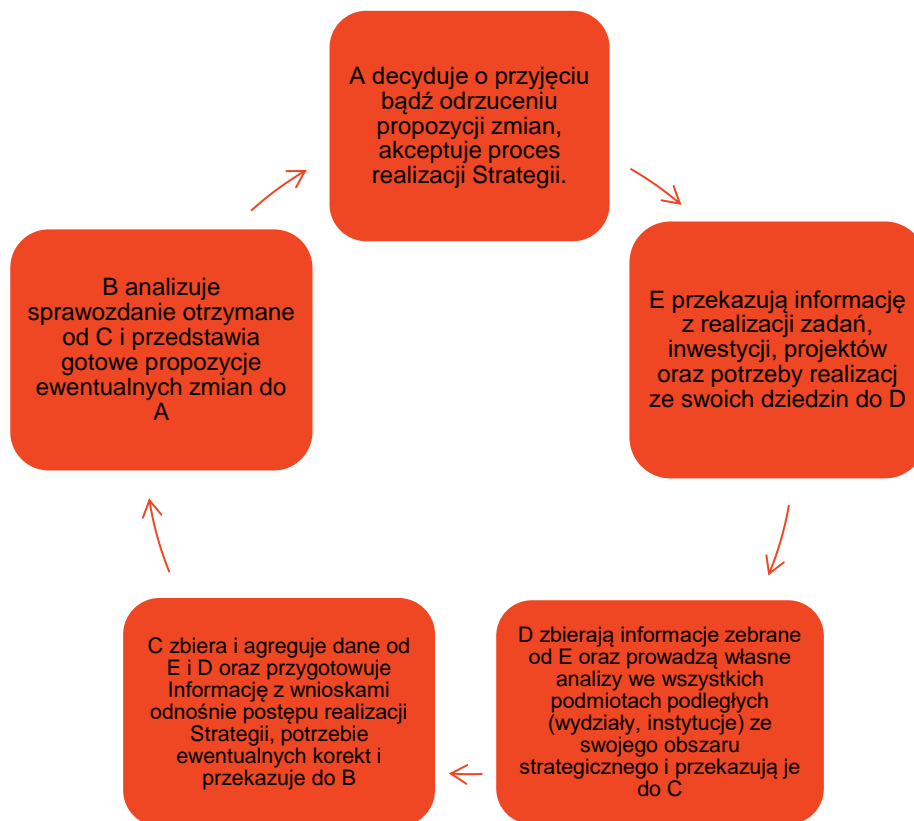 A decyduje o przyjęciu
bądź odrzuceniu
propozycji zmian,
akceptuje proces
realizacji Strategii.
E przekazują informację
z realizacji zadań,
inwestycji, projektów
oraz potrzeby realizacj
ze swoich dziedzin do D
D zbierają informacje zebrane
od E oraz prowadzą własne
analizy we wszystkich
podmiotach podległych
(wydziały, instytucje) ze
swojego obszaru
strategicznego i przekazują je
do C
C zbiera i agreguje dane od
E i D oraz przygotowuje
Informację z wnioskami
odnośnie postępu realizacji
Strategii, potrzebie
ewentualnych korekt i
przekazuje do B
B analizuje
sprawozdanie otrzymane
od C i przedstawia
gotowe propozycje
ewentualnych zmian do
A